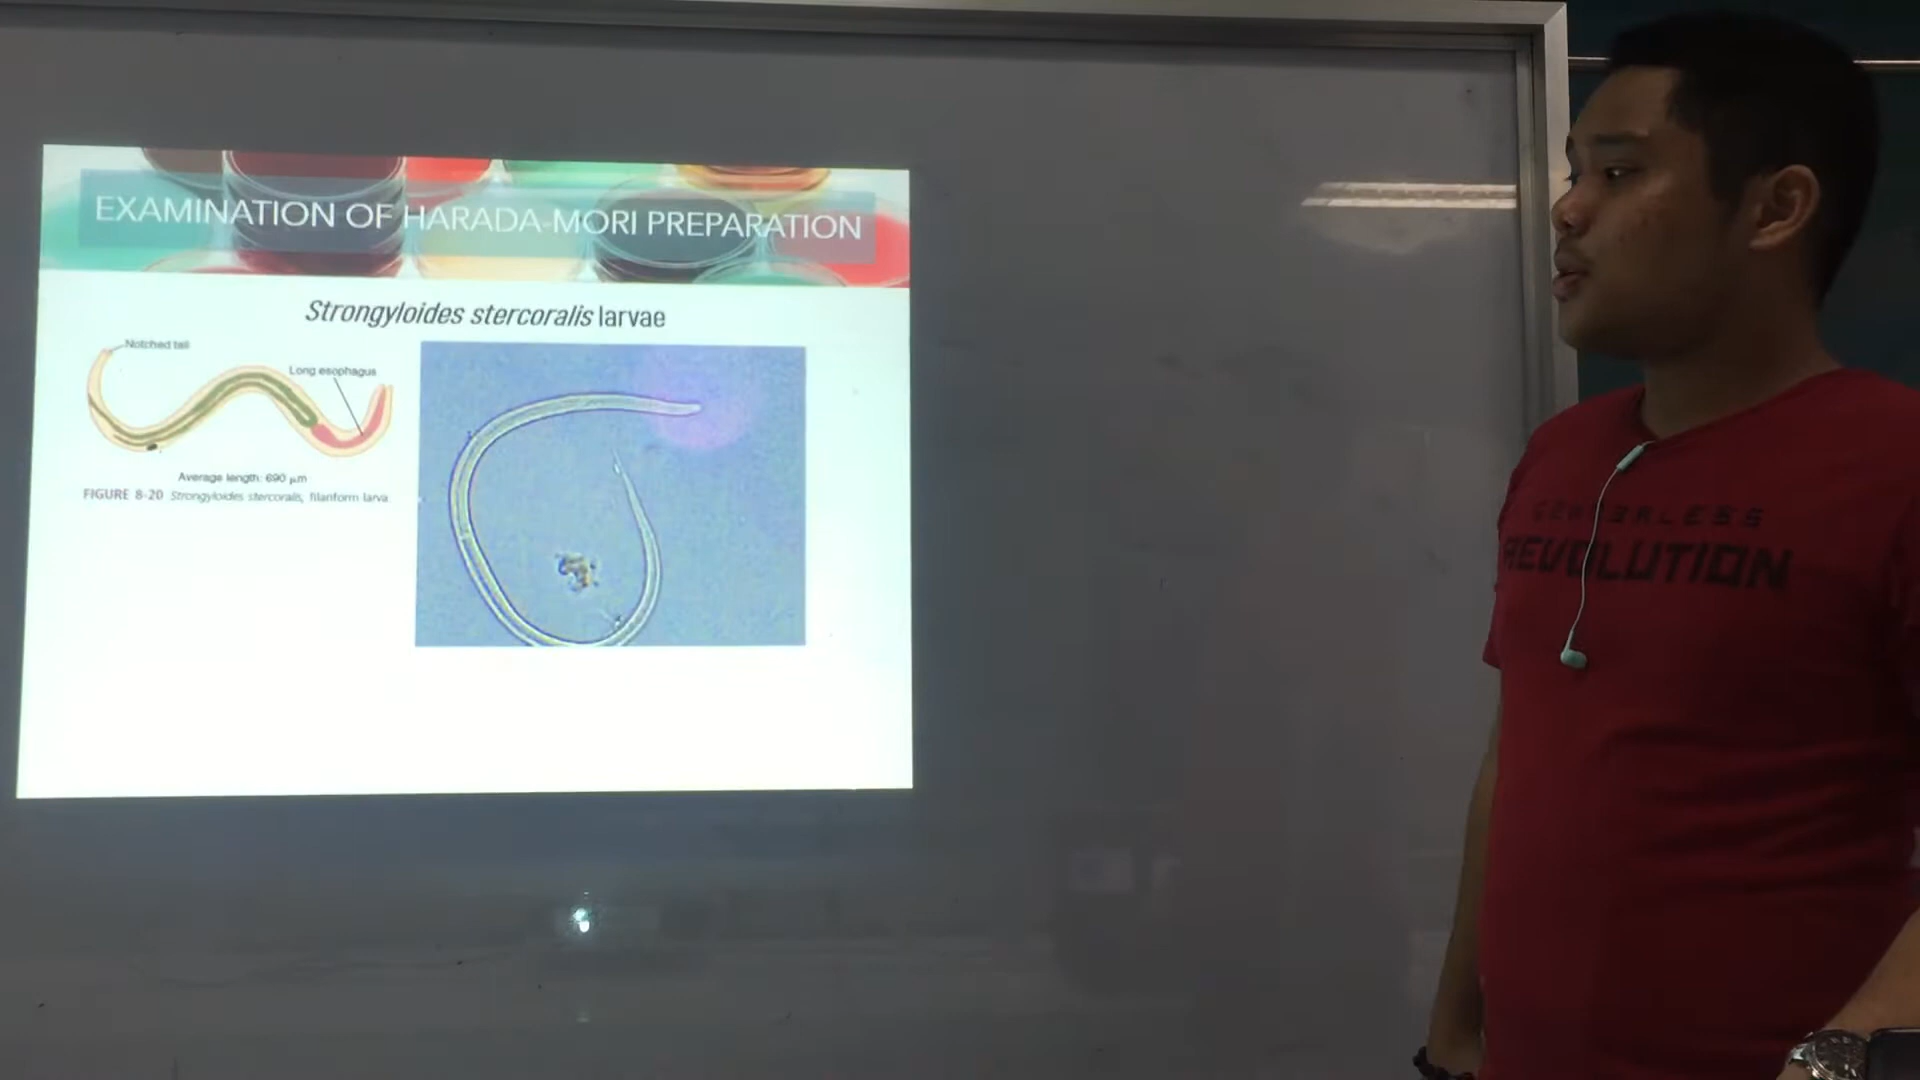 EXAMINATION OF HARADA-MORI PREPARATION
Strongyloides stercoralis larvae
Notched tail
Long esophagus
Average length: 690 μm
FIGURE 8-20 Strongyloides stercoralis, filariform larva
REVOLUTION